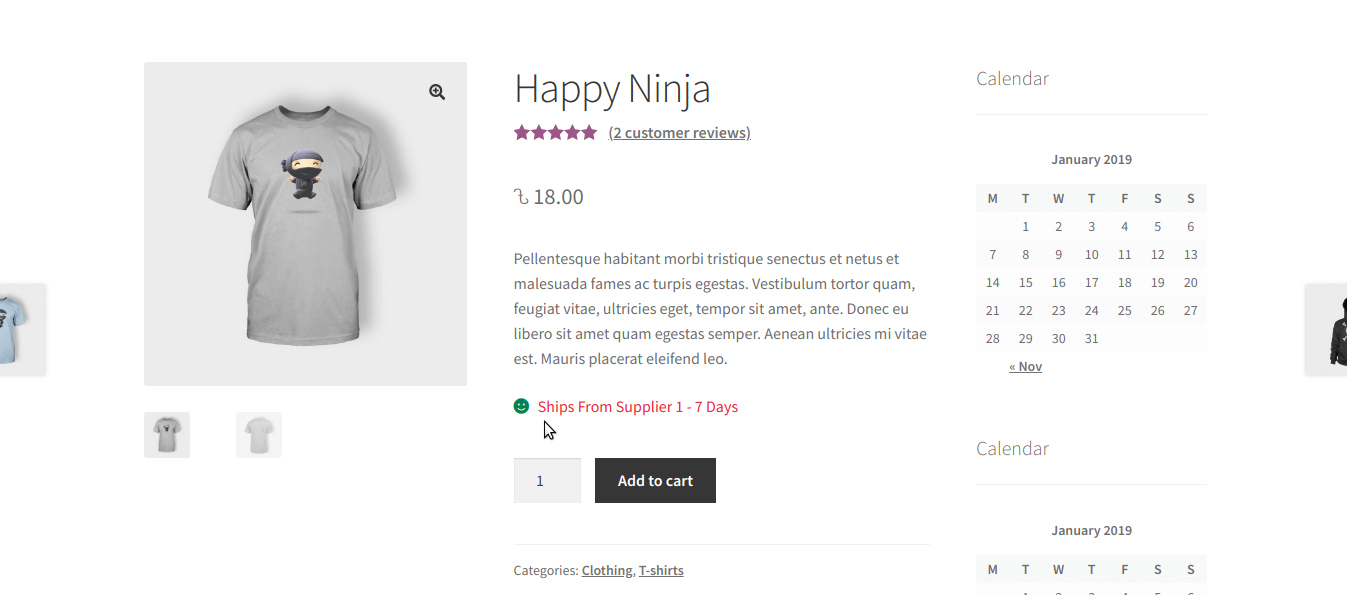 Happy Ninja
(2 customer reviews)
৳ 18.00
Pellentesque habitant morbi tristique senectus et netus et
malesuada fames ac turpis egestas. Vestibulum tortor quam,
feugiat vitae, ultricies eget, tempor sit amet, ante. Donec eu
libero sit amet quam egestas semper. Aenean ultricies mi vitae
est. Mauris placerat eleifend leo.
Ships From Supplier 1 - 7 Days
1
Add to cart
Categories: Clothing, T-shirts
Calendar
January 2019
M T W T F S S
1 2 3 4 5 6
7 8 9 10 11 12 13
14 15 16 17 18 19 20
21 22 23 24 25 26 27
28 29 30 31
« Nov
Calendar
January 2019
M T W T F S S